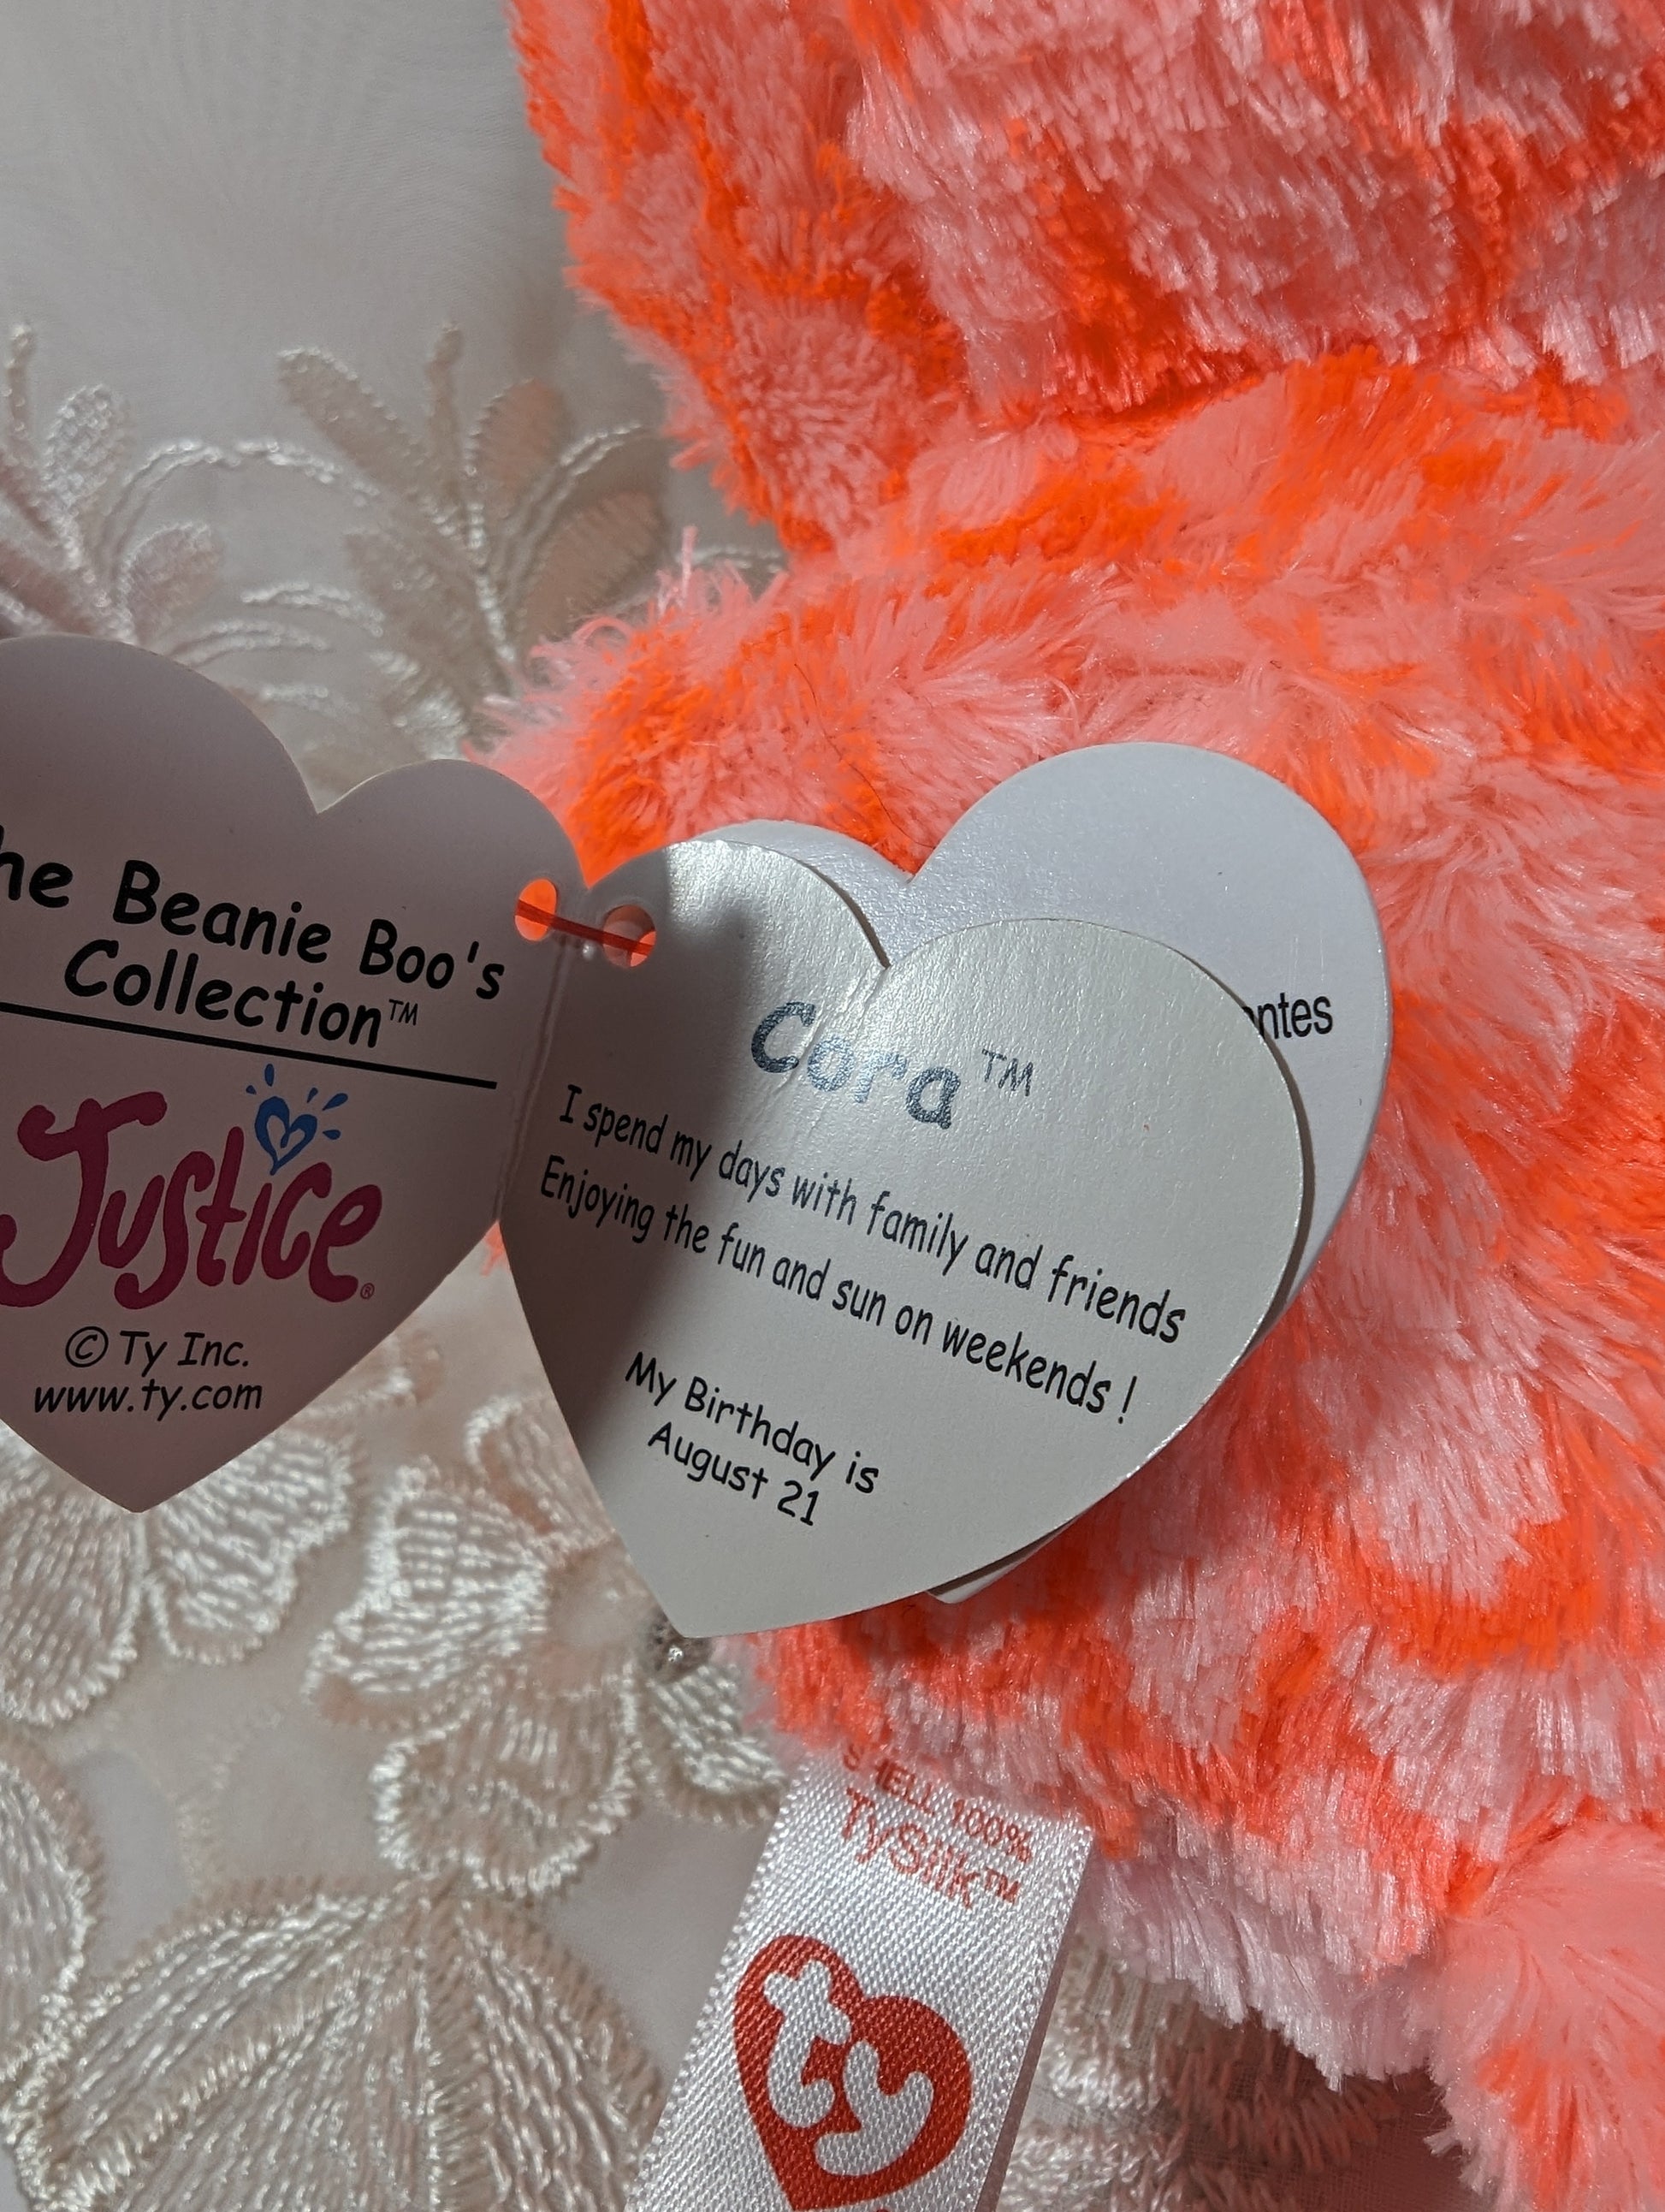 he Beanie Boo's
Collection™
Justice®
© Ty Inc.
www.ty.com
Cora™
I spend my days with family and friends
Enjoying the fun and sun on weekends !
My Birthday is
August 21
ntes
SHELL 100%
TySilk™
ty